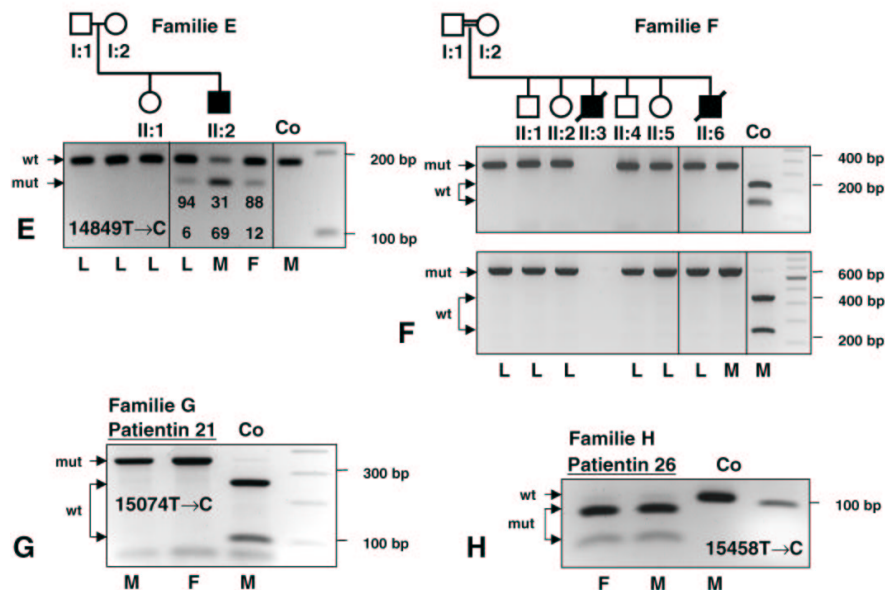 Familie E
I:1 I:2
II:1 II:2 Co
wt
mut
200 bp
100 bp
94 31 88
6 69 12
14849T→C
E
L L L L M F M
Familie F
I:1 I:2
II:1 II:2 II:3 II:4 II:5 II:6 Co
mut
wt
400 bp
200 bp
mut
wt
600 bp
400 bp
200 bp
F
L L L L L L M M
Familie G
Patientin 21 Co
mut
wt
300 bp
100 bp
15074T→C
G
M F M
Familie H
Patientin 26 Co
wt
mut
100 bp
15458T→C
H
F M M